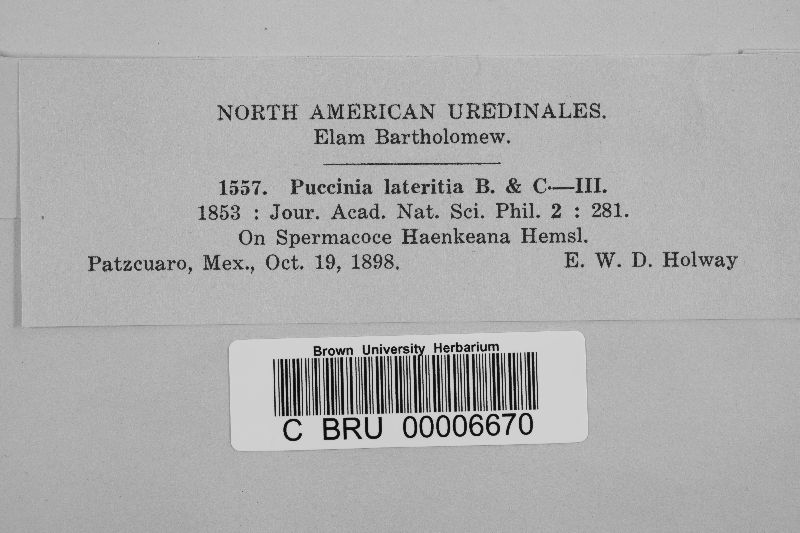 NORTH AMERICAN UREDINALES.
Elam Bartholomew.
1557. Puccinia lateritia B. & C.—III.
1853 : Jour. Acad. Nat. Sci. Phil. 2 : 281.
On Spermacoce Haenkeana Hemsl.
Patzcuaro, Mex., Oct. 19, 1898. E. W. D. Holway
Brown University Herbarium
C BRU 00006670